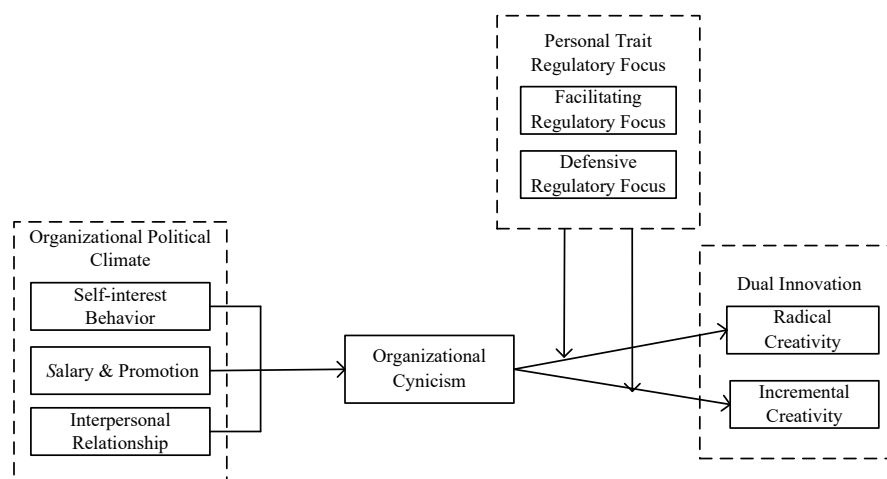 Personal Trait
Regulatory Focus
Facilitating
Regulatory Focus
Defensive
Regulatory Focus
Organizational Political
Climate
Self-interest
Behavior
Salary & Promotion
Interpersonal
Relationship
Organizational
Cynicism
Dual Innovation
Radical
Creativity
Incremental
Creativity